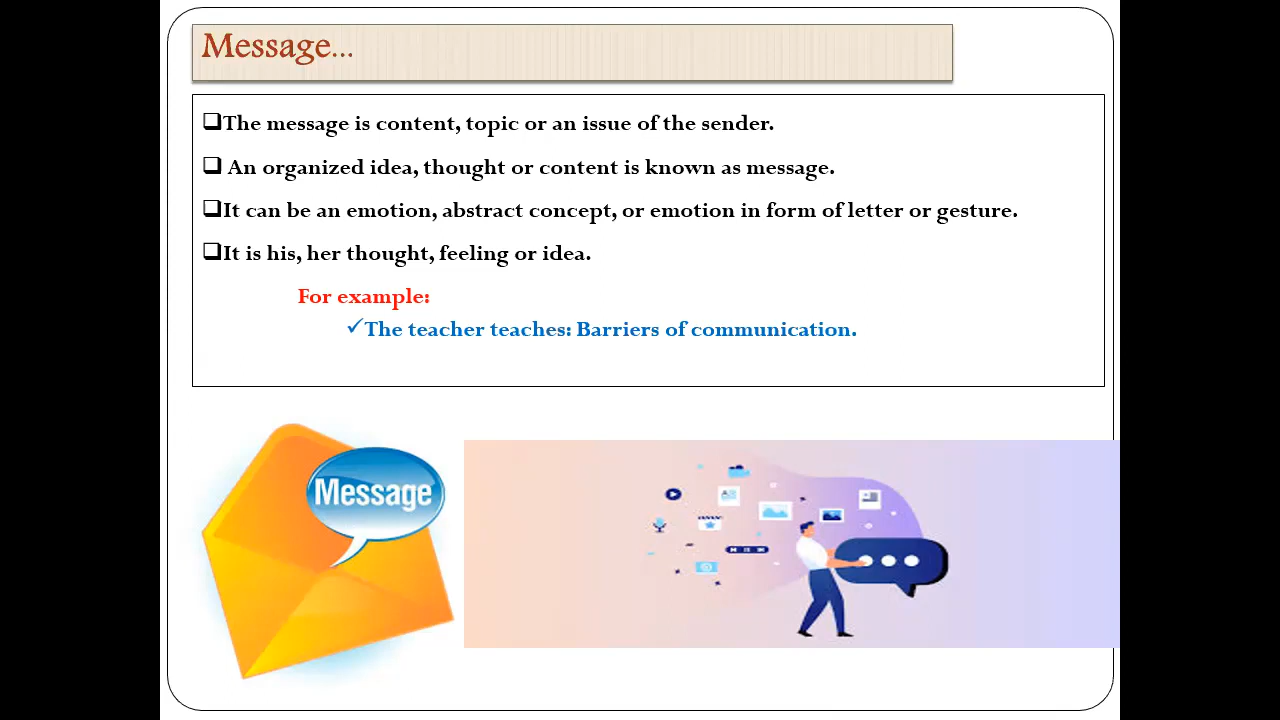 Message...
❑The message is content, topic or an issue of the sender.
❑ An organized idea, thought or content is known as message.
❑It can be an emotion, abstract concept, or emotion in form of letter or gesture.
❑It is his, her thought, feeling or idea.
For example:
✓The teacher teaches: Barriers of communication.
Message